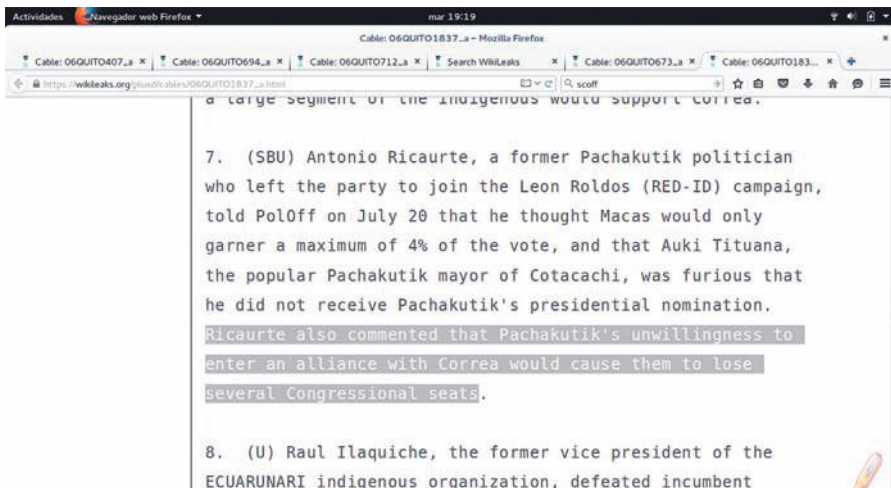 Actividades Navegador web Firefox mar 19:19
Cable: 06QUITO1837_a - Mozilla Firefox
Cable: 06QUITO407_a Cable: 06QUITO694_a Cable: 06QUITO712_a Search WikiLeaks Cable: 06QUITO673_a Cable: 06QUITO183...
https://wikileaks.org/plusd/cables/06QUITO1837_a.html scoff
a large segment of the indigenous would support Correa.
7. (SBU) Antonio Ricaurte, a former Pachakutik politician
who left the party to join the Leon Roldos (RED-ID) campaign,
told PolOff on July 20 that he thought Macas would only
garner a maximum of 4% of the vote, and that Auki Tituana,
the popular Pachakutik mayor of Cotacachi, was furious that
he did not receive Pachakutik's presidential nomination.
Ricaurte also commented that Pachakutik's unwillingness to
enter an alliance with Correa would cause them to lose
several Congressional seats.
8. (U) Raul Ilaquiche, the former vice president of the
ECUARUNARI indigenous organization, defeated incumbent